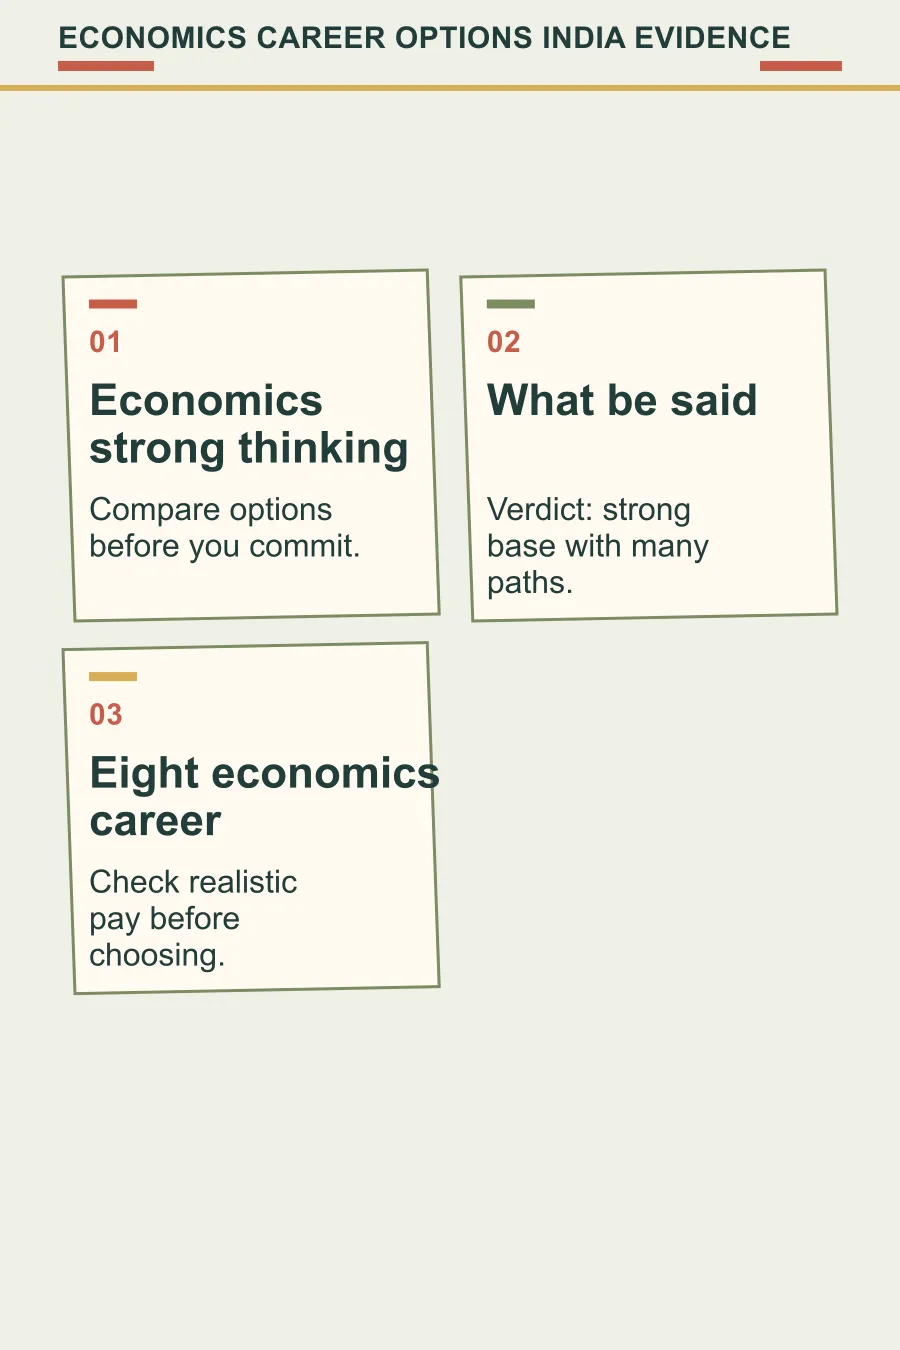 ECONOMICS CAREER OPTIONS INDIA EVIDENCE
01
Economics
strong thinking
Compare options
before you commit.
02
What be said
Verdict: strong
base with many
paths.
03
Eight economics
career
Check realistic
pay before
choosing.